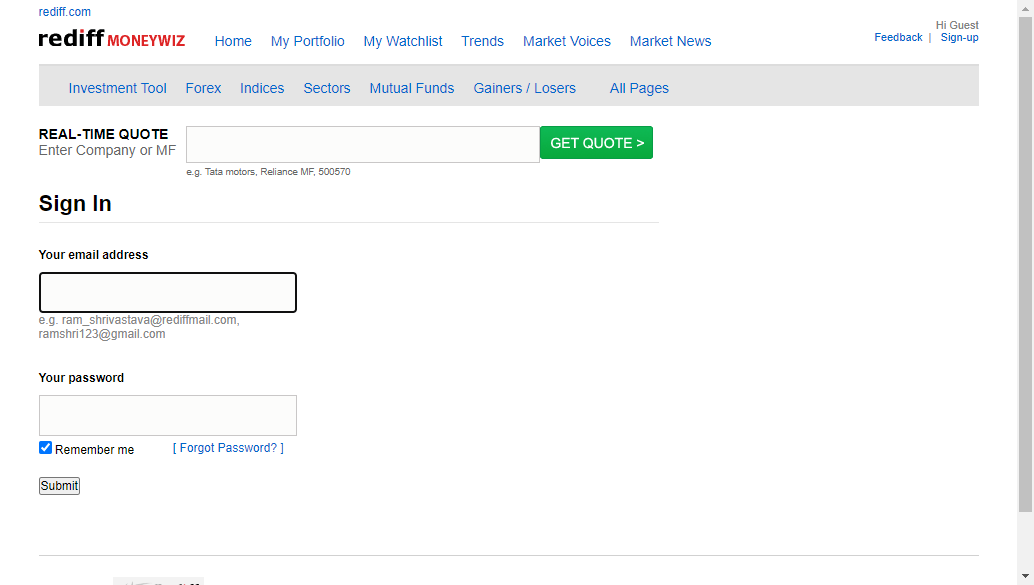 rediff.com
rediff MONEYWIZ
Home My Portfolio My Watchlist Trends Market Voices Market News
Hi Guest
Feedback | Sign-up
Investment Tool Forex Indices Sectors Mutual Funds Gainers / Losers All Pages
REAL-TIME QUOTE
Enter Company or MF
GET QUOTE >
e.g. Tata motors, Reliance MF, 500570
Sign In
Your email address
e.g. ram_shrivastava@rediffmail.com,
ramshri123@gmail.com
Your password
Remember me [ Forgot Password? ]
Submit